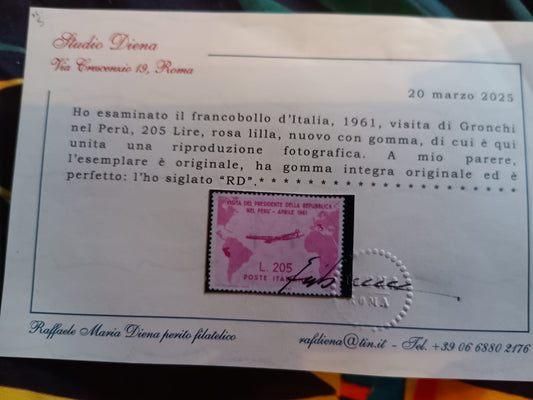 Studio Diena
Via Crescenzio 19, Roma
20 marzo 2025
Ho esaminato il francobollo d'Italia, 1961, visita di Gronchi
nel Perù, 205 Lire, rosa lilla, nuovo con gomma, di cui è qui
unita una riproduzione fotografica. A mio parere,
l'esemplare è originale, ha gomma integra originale ed è
perfetto: l'ho siglato "RD".* * * * * * * * * * * * * * * * * * *
VISITA DEL PRESIDENTE DELLA REPUBBLICA
NEL PERU' - APRILE 1961
L. 205
POSTE ITAL
ROMA
Raffaele Maria Diena perito filatelico
rafdiena@tin.it - Tel. +39 06 6880 2176